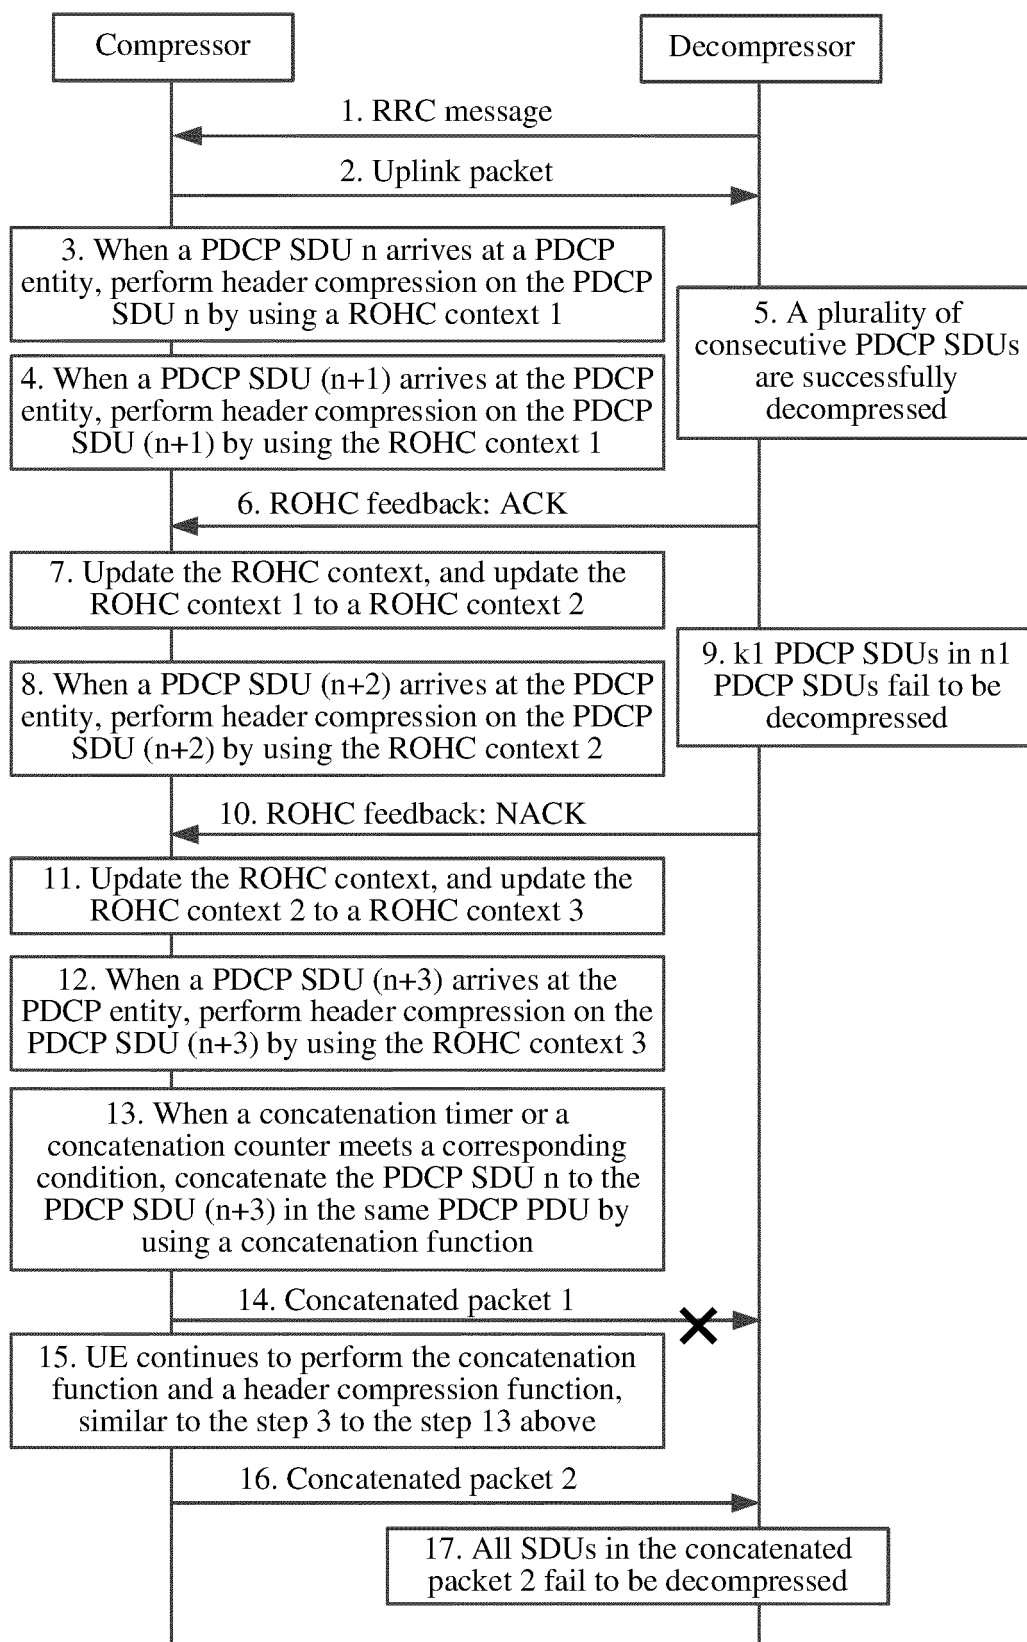 Compressor
Decompressor
1. RRC message
2. Uplink packet
3. When a PDCP SDU n arrives at a PDCP
entity, perform header compression on the PDCP
SDU n by using a ROHC context 1
4. When a PDCP SDU (n+1) arrives at the PDCP
entity, perform header compression on the PDCP
SDU (n+1) by using the ROHC context 1
5. A plurality of
consecutive PDCP SDUs
are successfully
decompressed
6. ROHC feedback: ACK
7. Update the ROHC context, and update the
ROHC context 1 to a ROHC context 2
8. When a PDCP SDU (n+2) arrives at the PDCP
entity, perform header compression on the PDCP
SDU (n+2) by using the ROHC context 2
9. k1 PDCP SDUs in n1
PDCP SDUs fail to be
decompressed
10. ROHC feedback: NACK
11. Update the ROHC context, and update the
ROHC context 2 to a ROHC context 3
12. When a PDCP SDU (n+3) arrives at the
PDCP entity, perform header compression on the
PDCP SDU (n+3) by using the ROHC context 3
13. When a concatenation timer or a
concatenation counter meets a corresponding
condition, concatenate the PDCP SDU n to the
PDCP SDU (n+3) in the same PDCP PDU by
using a concatenation function
14. Concatenated packet 1
15. UE continues to perform the concatenation
function and a header compression function,
similar to the step 3 to the step 13 above
16. Concatenated packet 2
17. All SDUs in the concatenated
packet 2 fail to be decompressed